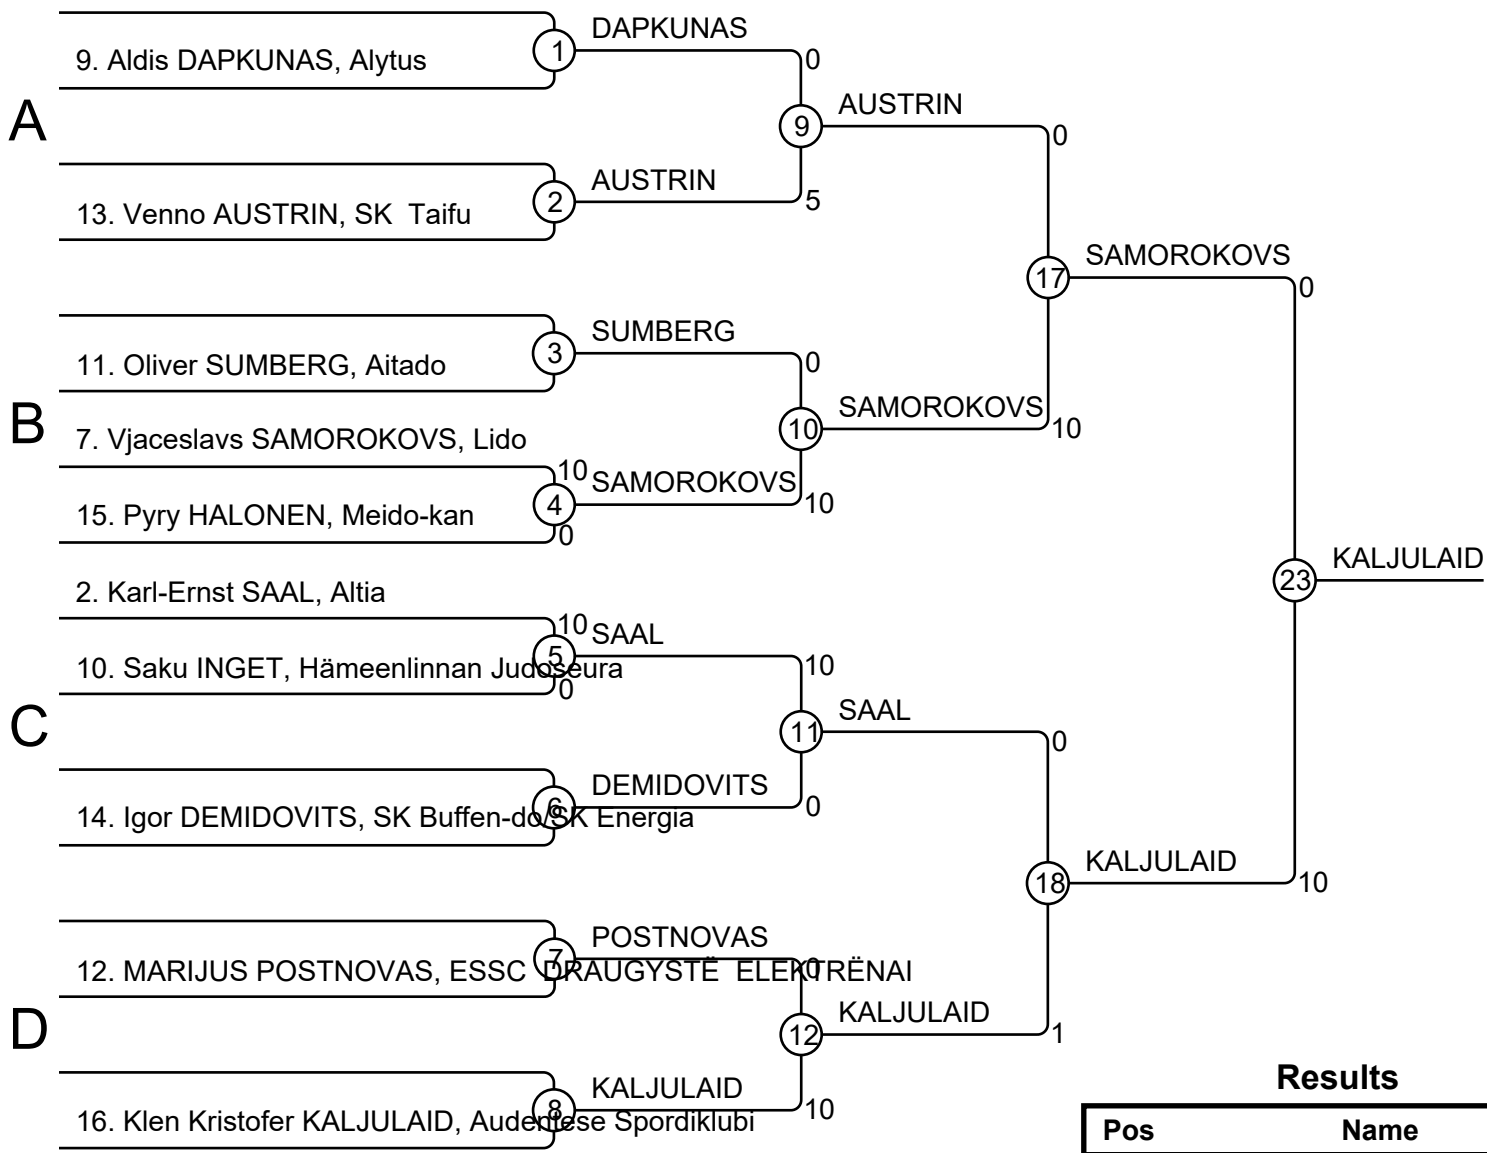 DAPKUNAS
9. Aldis DAPKUNAS, Alytus
1
0
A
AUSTRIN
9
0
13. Venno AUSTRIN, SK  Taifu
2
AUSTRIN
5
SAMOROKOVS
17
0
11. Oliver SUMBERG, Aitado
3
SUMBERG
0
B
7. Vjaceslavs SAMOROKOVS, Lido
10
SAMOROKOVS
10
15. Pyry HALONEN, Meido-kan
10
4
0
SAMOROKOVS
10
KALJULAID
23
2. Karl-Ernst SAAL, Altia
10
5
0
SAAL
10
10. Saku INGET, Hämeenlinnan Judoseura
C
SAAL
11
0
14. Igor DEMIDOVITS, SK Buffen-do/SK Energia
6
DEMIDOVITS
0
KALJULAID
18
10
12. MARIJUS POSTNOVAS, ESSC  DRAUGYSTË  ELEKTRËNAI
7
POSTNOVAS
0
D
KALJULAID
12
1
16. Klen Kristofer KALJULAID, Audentese Spordiklubi
8
KALJULAID
10
Results
Pos Name